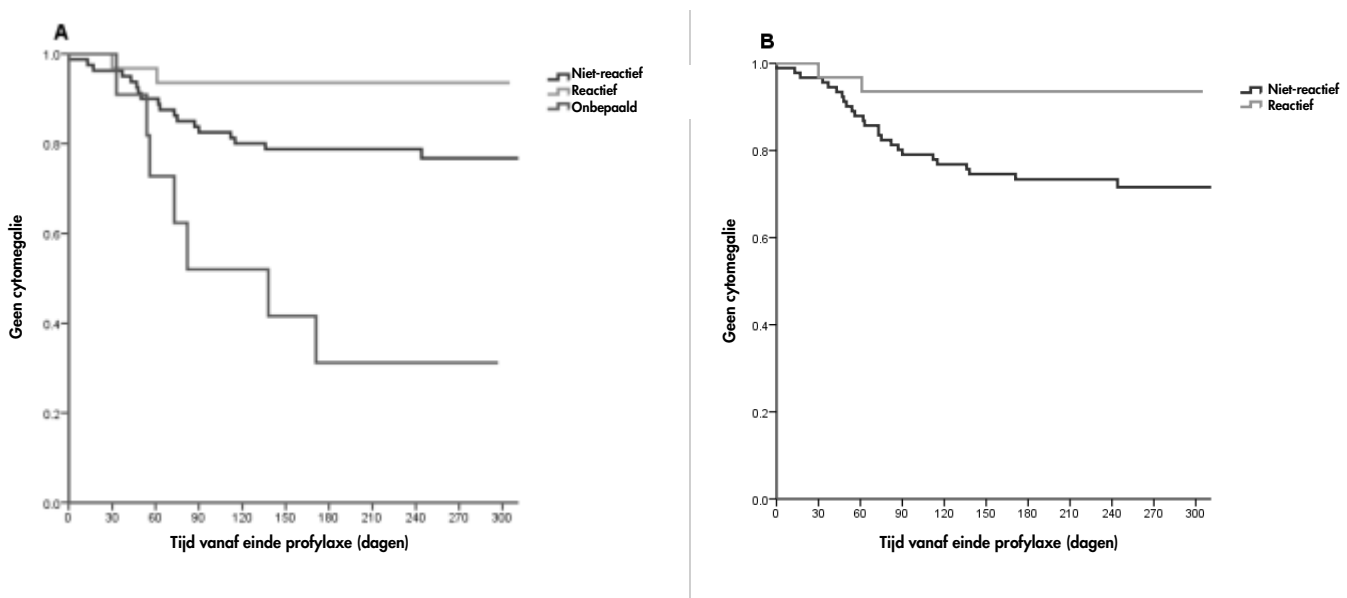 A
1.0
0.8
0.6
0.4
0.2
0.0
0 30 60 90 120 150 180 210 240 270 300
Geen cytomegalie
Tijd vanaf einde profylaxe (dagen)
Niet-reactief
Reactief
Onbepaald
B
1.0
0.8
0.6
0.4
0.2
0.0
0 30 60 90 120 150 180 210 240 270 300
Geen cytomegalie
Tijd vanaf einde profylaxe (dagen)
Niet-reactief
Reactief